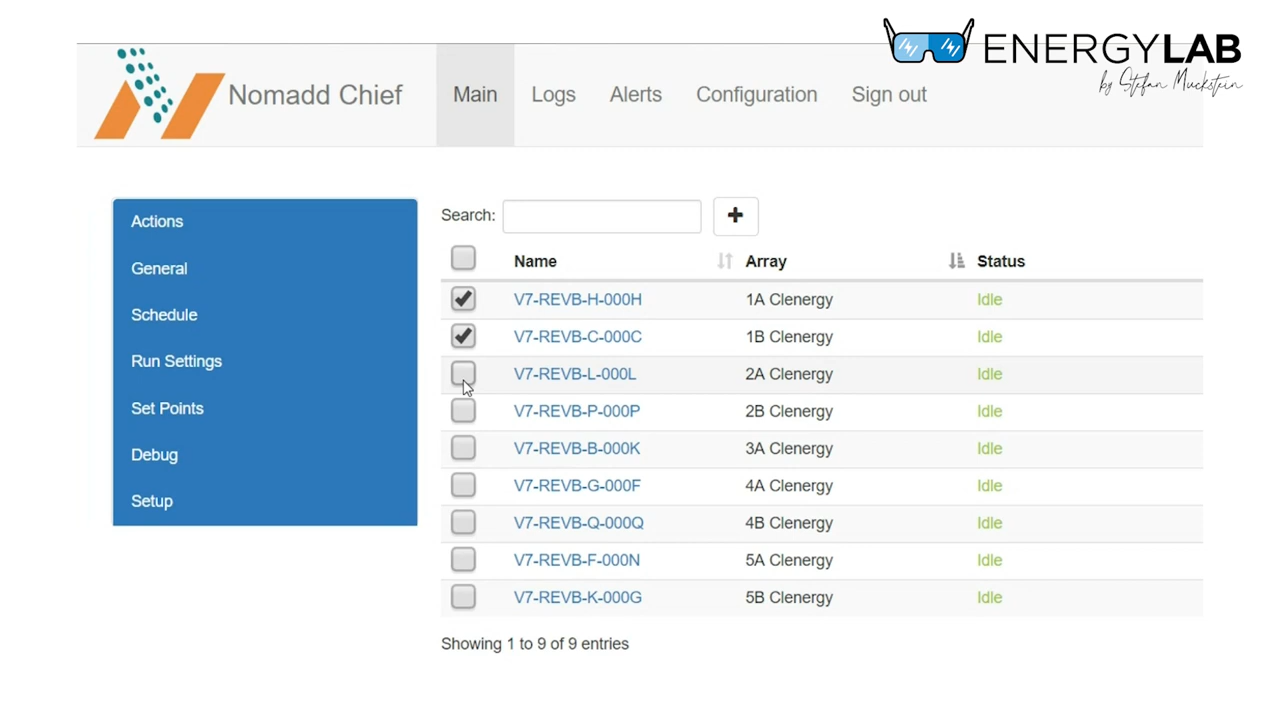 ENERGYLAB
by Stefan Muckstein
Nomadd Chief
Main
Logs
Alerts
Configuration
Sign out
Actions
General
Schedule
Run Settings
Set Points
Debug
Setup
Search:
Name Array Status
V7-REVB-H-000H 1A Clenergy Idle
V7-REVB-C-000C 1B Clenergy Idle
V7-REVB-L-000L 2A Clenergy Idle
V7-REVB-P-000P 2B Clenergy Idle
V7-REVB-B-000K 3A Clenergy Idle
V7-REVB-G-000F 4A Clenergy Idle
V7-REVB-Q-000Q 4B Clenergy Idle
V7-REVB-F-000N 5A Clenergy Idle
V7-REVB-K-000G 5B Clenergy Idle
Showing 1 to 9 of 9 entries